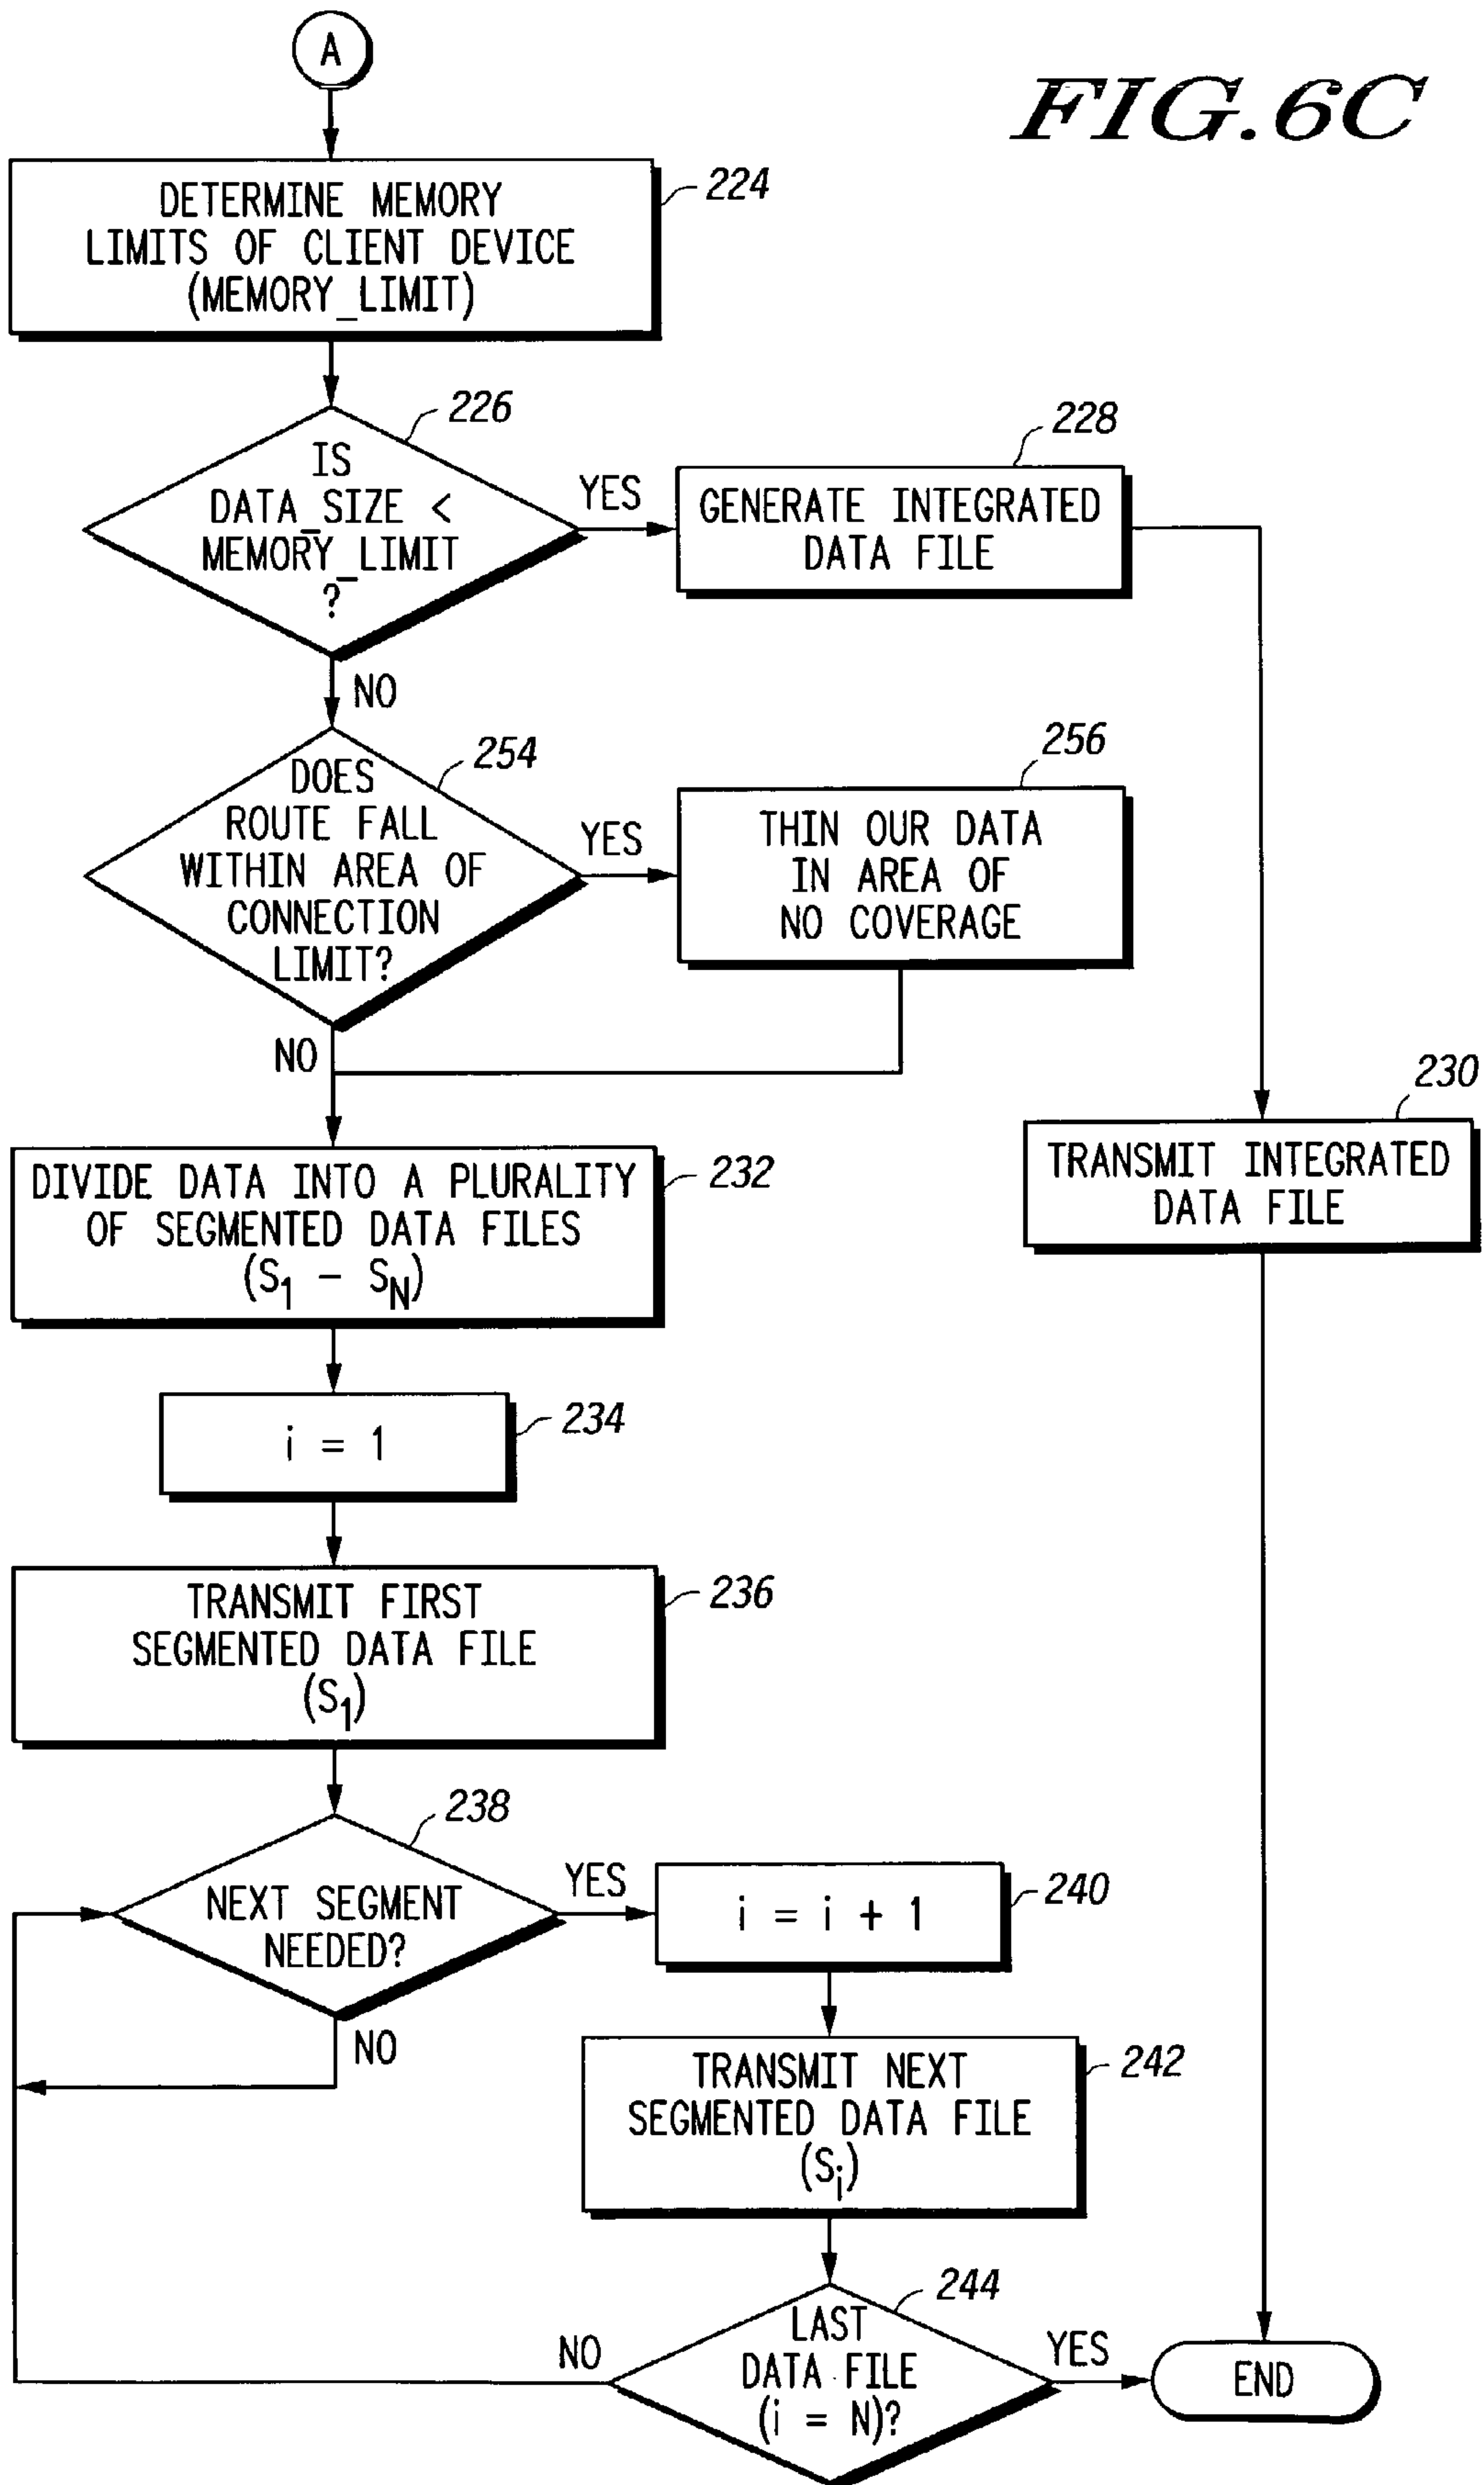 A
FIG.6C
DETERMINE MEMORY
LIMITS OF CLIENT DEVICE
(MEMORY_LIMIT)
224
226
IS
DATA_SIZE <
MEMORY_LIMIT
?
YES
NO
228
GENERATE INTEGRATED
DATA FILE
254
DOES
ROUTE FALL
WITHIN AREA OF
CONNECTION
LIMIT?
YES
NO
256
THIN OUR DATA
IN AREA OF
NO COVERAGE
230
TRANSMIT INTEGRATED
DATA FILE
DIVIDE DATA INTO A PLURALITY
OF SEGMENTED DATA FILES
(S1 – SN)
232
i = 1
234
TRANSMIT FIRST
SEGMENTED DATA FILE
(S1)
236
238
NEXT SEGMENT
NEEDED?
YES
NO
i = i + 1
240
TRANSMIT NEXT
SEGMENTED DATA FILE
(Si)
242
244
LAST
DATA FILE
(i = N)?
NO
YES
END